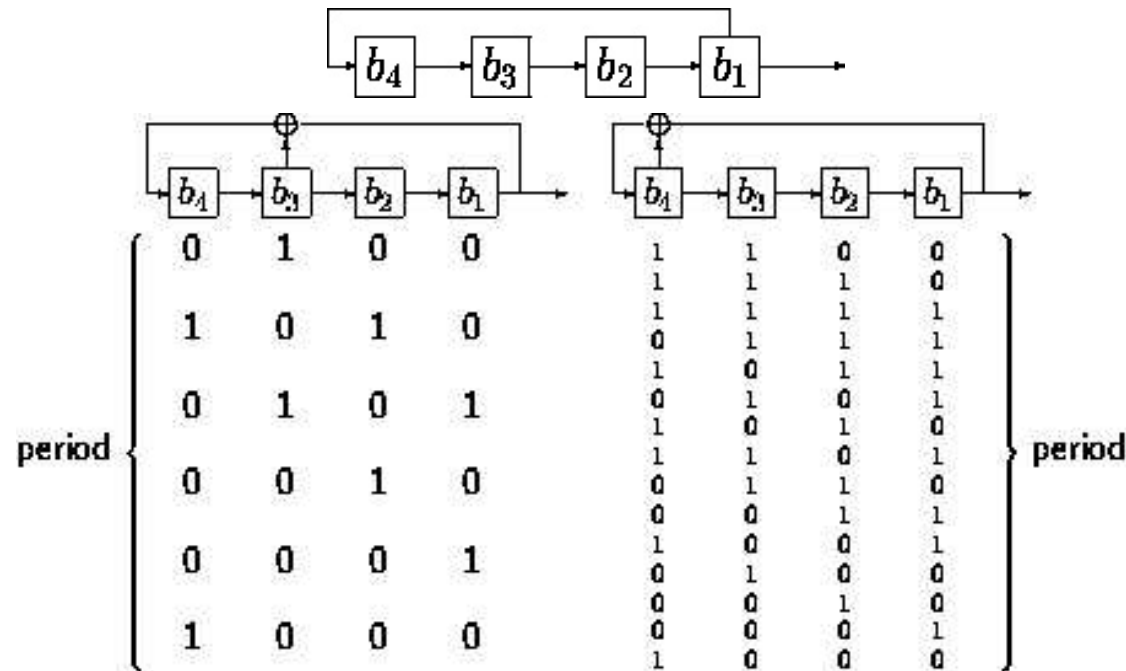 b₄ b₃ b₂ b₁
b₄ b₃ b₂ b₁
b₄ b₃ b₂ b₁
0 1 0 0
1 0 1 0
0 1 0 1
0 0 1 0
0 0 0 1
1 0 0 0
period
1 1 0 0
1 1 1 0
1 1 1 1
0 1 1 1
1 0 1 1
0 1 0 1
1 0 1 0
1 1 0 1
0 1 1 0
0 0 1 1
1 0 0 1
0 1 0 0
0 0 1 0
0 0 0 1
1 0 0 0
period